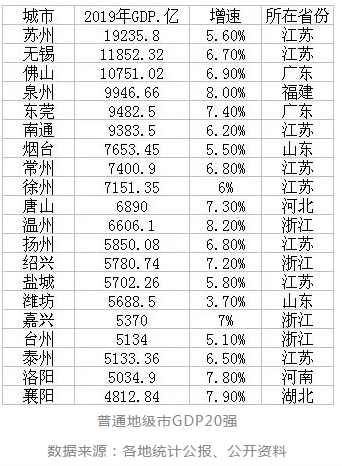 城市 2019年GDP.亿 增速 所在省份
苏州 19235.8 5.60% 江苏
无锡 11852.32 6.70% 江苏
佛山 10751.02 6.90% 广东
泉州 9946.66 8.00% 福建
东莞 9482.5 7.40% 广东
南通 9383.5 6.20% 江苏
烟台 7653.45 5.50% 山东
常州 7400.9 6.80% 江苏
徐州 7151.35 6% 江苏
唐山 6890 7.30% 河北
温州 6606.1 8.20% 浙江
扬州 5850.08 6.80% 江苏
绍兴 5780.74 7.20% 浙江
盐城 5702.26 5.80% 江苏
潍坊 5688.5 3.70% 山东
嘉兴 5370 7% 浙江
台州 5134 5.10% 浙江
泰州 5133.36 6.50% 江苏
洛阳 5034.9 7.80% 河南
襄阳 4812.84 7.90% 湖北
普通地级市GDP20强
数据来源：各地统计公报、公开资料